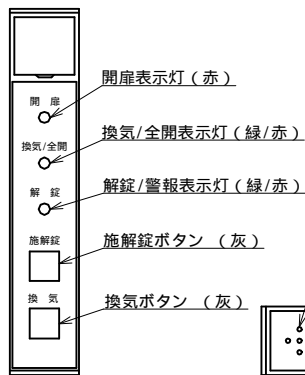 開 扉
開扉表示灯（赤）
換気/全開
換気/全開表示灯（緑/赤）
解 錠
解錠/警報表示灯（緑/赤）
施解錠
施解錠ボタン （灰）
換 気
換気ボタン （灰）